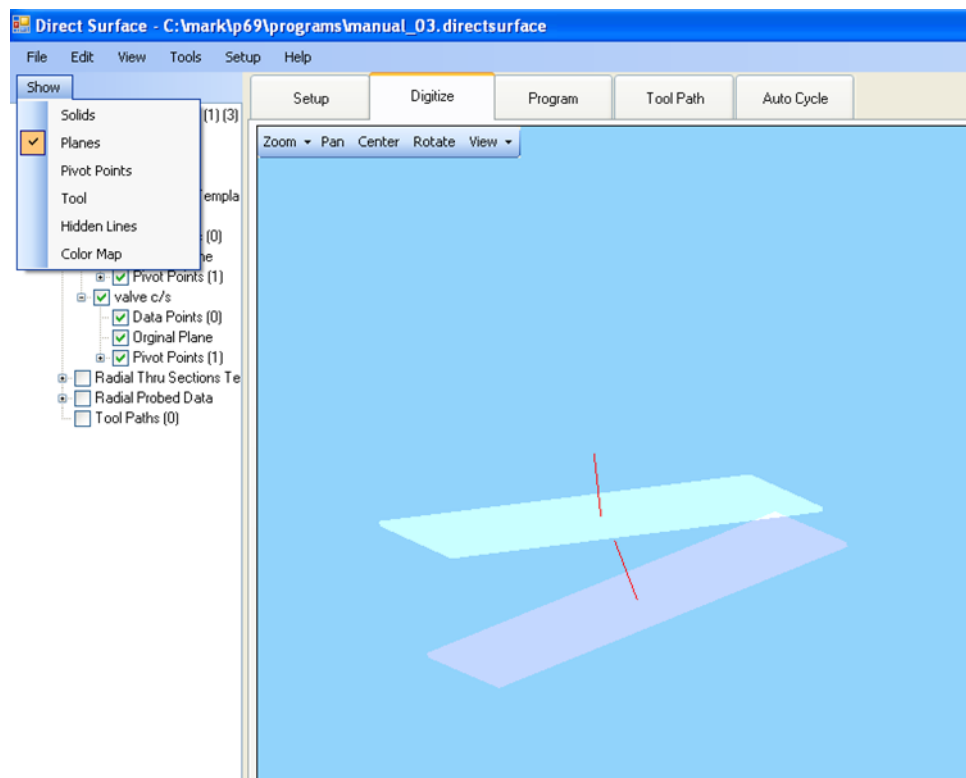 Direct Surface - C:\mark\p69\programs\manual_03.directsurface
File Edit View Tools Setup Help
Show
Setup Digitize Program Tool Path Auto Cycle
Zoom Pan Center Rotate View
Solids
Planes
Pivot Points
Tool
Hidden Lines
Color Map
(1) (3)
(0)
Pivot Points (1)
valve c/s
Data Points (0)
Orginal Plane
Pivot Points (1)
Radial Thru Sections Te
Radial Probed Data
Tool Paths (0)